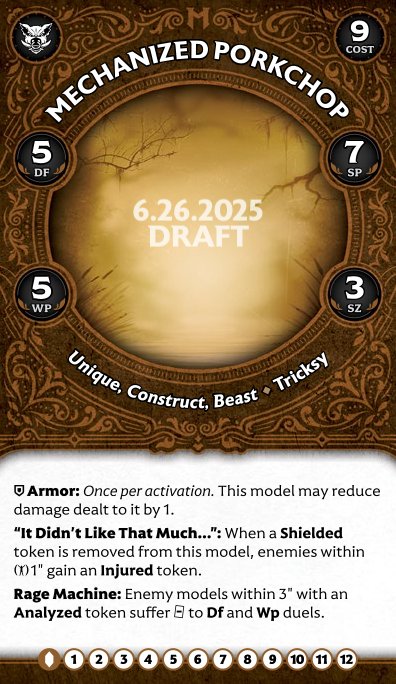 9
COST
MECHANIZED PORKCHOP
5
DF
7
SP
6.26.2025
DRAFT
5
WP
3
SZ
Unique, Construct, Beast ◆ Tricksy
Armor: Once per activation. This model may reduce
damage dealt to it by 1.
“It Didn’t Like That Much...”: When a Shielded
token is removed from this model, enemies within
1" gain an Injured token.
Rage Machine: Enemy models within 3" with an
Analyzed token suffer to Df and Wp duels.
1 2 3 4 5 6 7 8 9 10 11 12